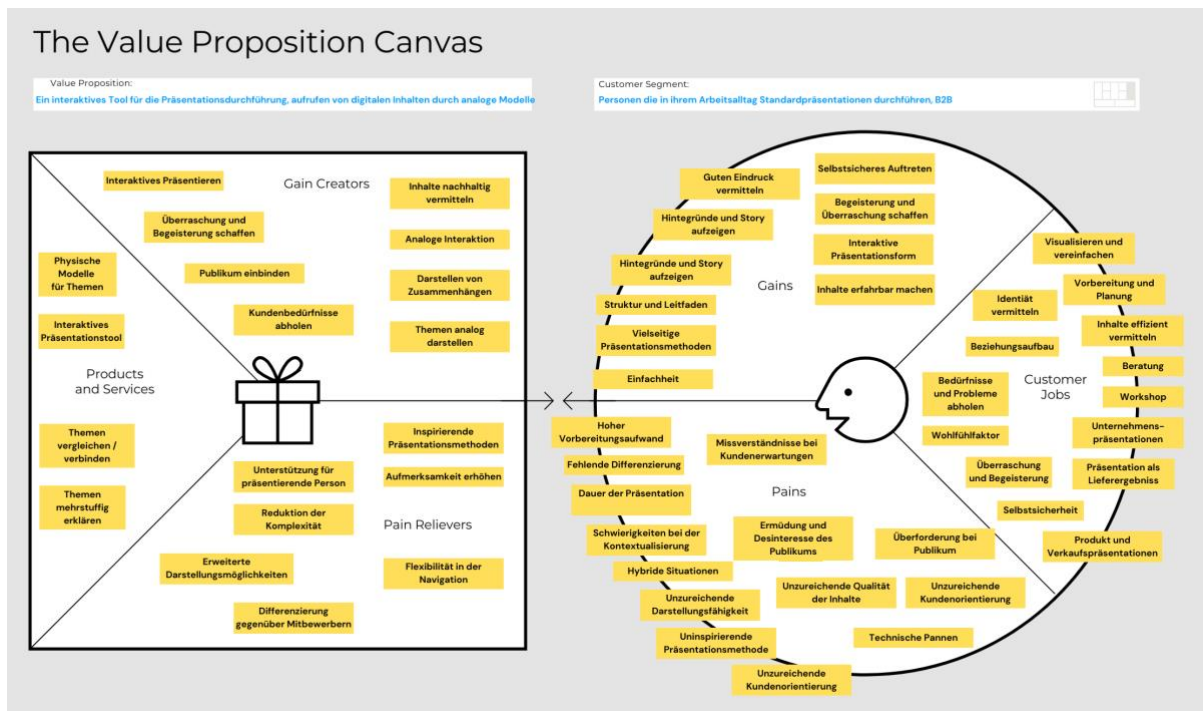 The Value Proposition Canvas
Value Proposition:
Ein interaktives Tool für die Präsentationsdurchführung, aufrufen von digitalen Inhalten durch analoge Modelle
Customer Segment:
Personen die in ihrem Arbeitsalltag Standardpräsentationen durchführen, B2B
Interaktives Präsentieren
Gain Creators
Überraschung und
Begeisterung schaffen
Publikum einbinden
Kundenbedürfnisse
abholen
Inhalte nachhaltig
vermitteln
Analoge Interaktion
Darstellen von
Zusammenhängen
Themen analog
darstellen
Physische
Modelle
für Themen
Interaktives
Präsentationstool
Products
and Services
Themen
vergleichen /
verbinden
Themen
mehrstufig
erklären
Inspirierende
Präsentationsmethoden
Unterstützung für
präsentierende Person
Aufmerksamkeit erhöhen
Reduktion der
Komplexität
Pain Relievers
Erweiterte
Darstellungsmöglichkeiten
Flexibilität in der
Navigation
Differenzierung
gegenüber Mitbewerbern
Guten Eindruck
vermitteln
Hintegründe und Story
aufzeigen
Hintegründe und Story
aufzeigen
Struktur und Leitfaden
Vielseitige
Präsentationsmethoden
Einfachheit
Selbstsicheres Auftreten
Begeisterung und
Überraschung schaffen
Interaktive
Präsentationsform
Gains
Inhalte erfahrbar machen
Visualisieren und
vereinfachen
Vorbereitung und
Planung
Identiät
vermitteln
Inhalte effizient
vermitteln
Beziehungsaufbau
Beratung
Bedürfnisse
und Probleme
abholen
Customer
Jobs
Workshop
Wohlfühlfaktor
Unternehmens-
präsentationen
Überraschung
und Begeisterung
Präsentation als
Lieferergebniss
Selbstsicherheit
Produkt und
Verkaufspräsentationen
Hoher
Vorbereitungsaufwand
Missverständnisse bei
Kundenerwartungen
Fehlende Differenzierung
Pains
Dauer der Präsentation
Schwierigkeiten bei der
Kontextualisierung
Ermüdung und
Desinteresse des
Publikums
Überforderung bei
Publikum
Hybride Situationen
Unzureichende Qualität
der Inhalte
Unzureichende
Kundenorientierung
Unzureichende
Darstellungsfähigkeit
Uninspirierende
Präsentationsmethode
Technische Pannen
Unzureichende
Kundenorientierung